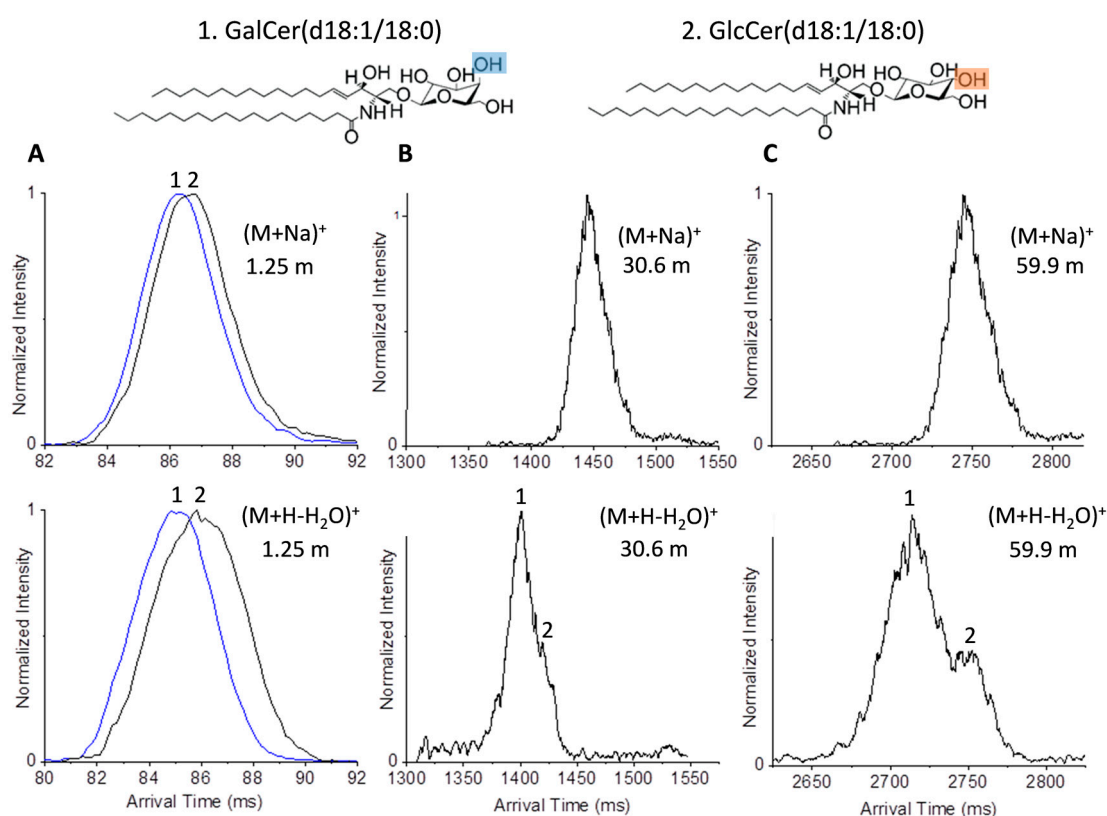 1. GalCer(d18:1/18:0)
2. GlcCer(d18:1/18:0)
H OH OH OH OH
O O OH
NH H
O
H OH OH OH OH
O O OH
NH H
O
A
B
C
1 2
(M+Na)⁺
1.25 m
Normalized Intensity
1
0
82 84 86 88 90 92
(M+Na)⁺
30.6 m
Normalized Intensity
1
0
1300 1350 1400 1450 1500 1550
(M+Na)⁺
59.9 m
Normalized Intensity
1
0
2650 2700 2750 2800
1 2
(M+H-H₂O)⁺
1.25 m
Normalized Intensity
1
0
80 82 84 86 88 90 92
Arrival Time (ms)
1
2
(M+H-H₂O)⁺
30.6 m
Normalized Intensity
0
1300 1350 1400 1450 1500 1550
Arrival Time (ms)
1
2
(M+H-H₂O)⁺
59.9 m
Normalized Intensity
0
2650 2700 2750 2800
Arrival Time (ms)